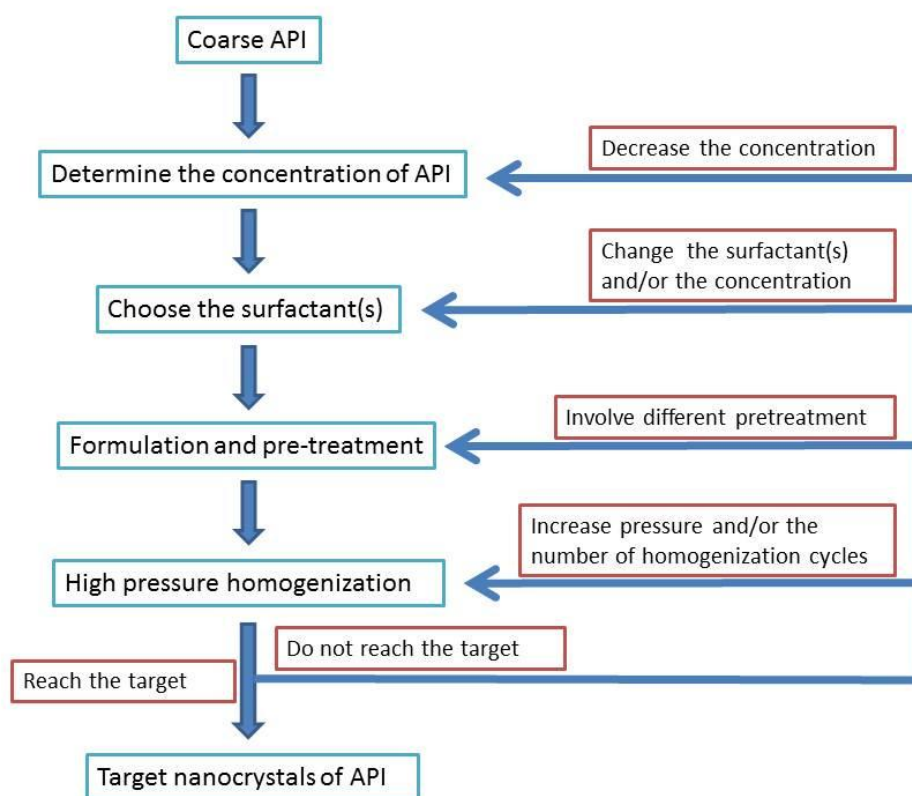 Coarse API
Decrease the concentration
Determine the concentration of API
Change the surfactant(s)
and/or the concentration
Choose the surfactant(s)
Involve different pretreatment
Formulation and pre-treatment
Increase pressure and/or the
number of homogenization cycles
High pressure homogenization
Do not reach the target
Reach the target
Target nanocrystals of API